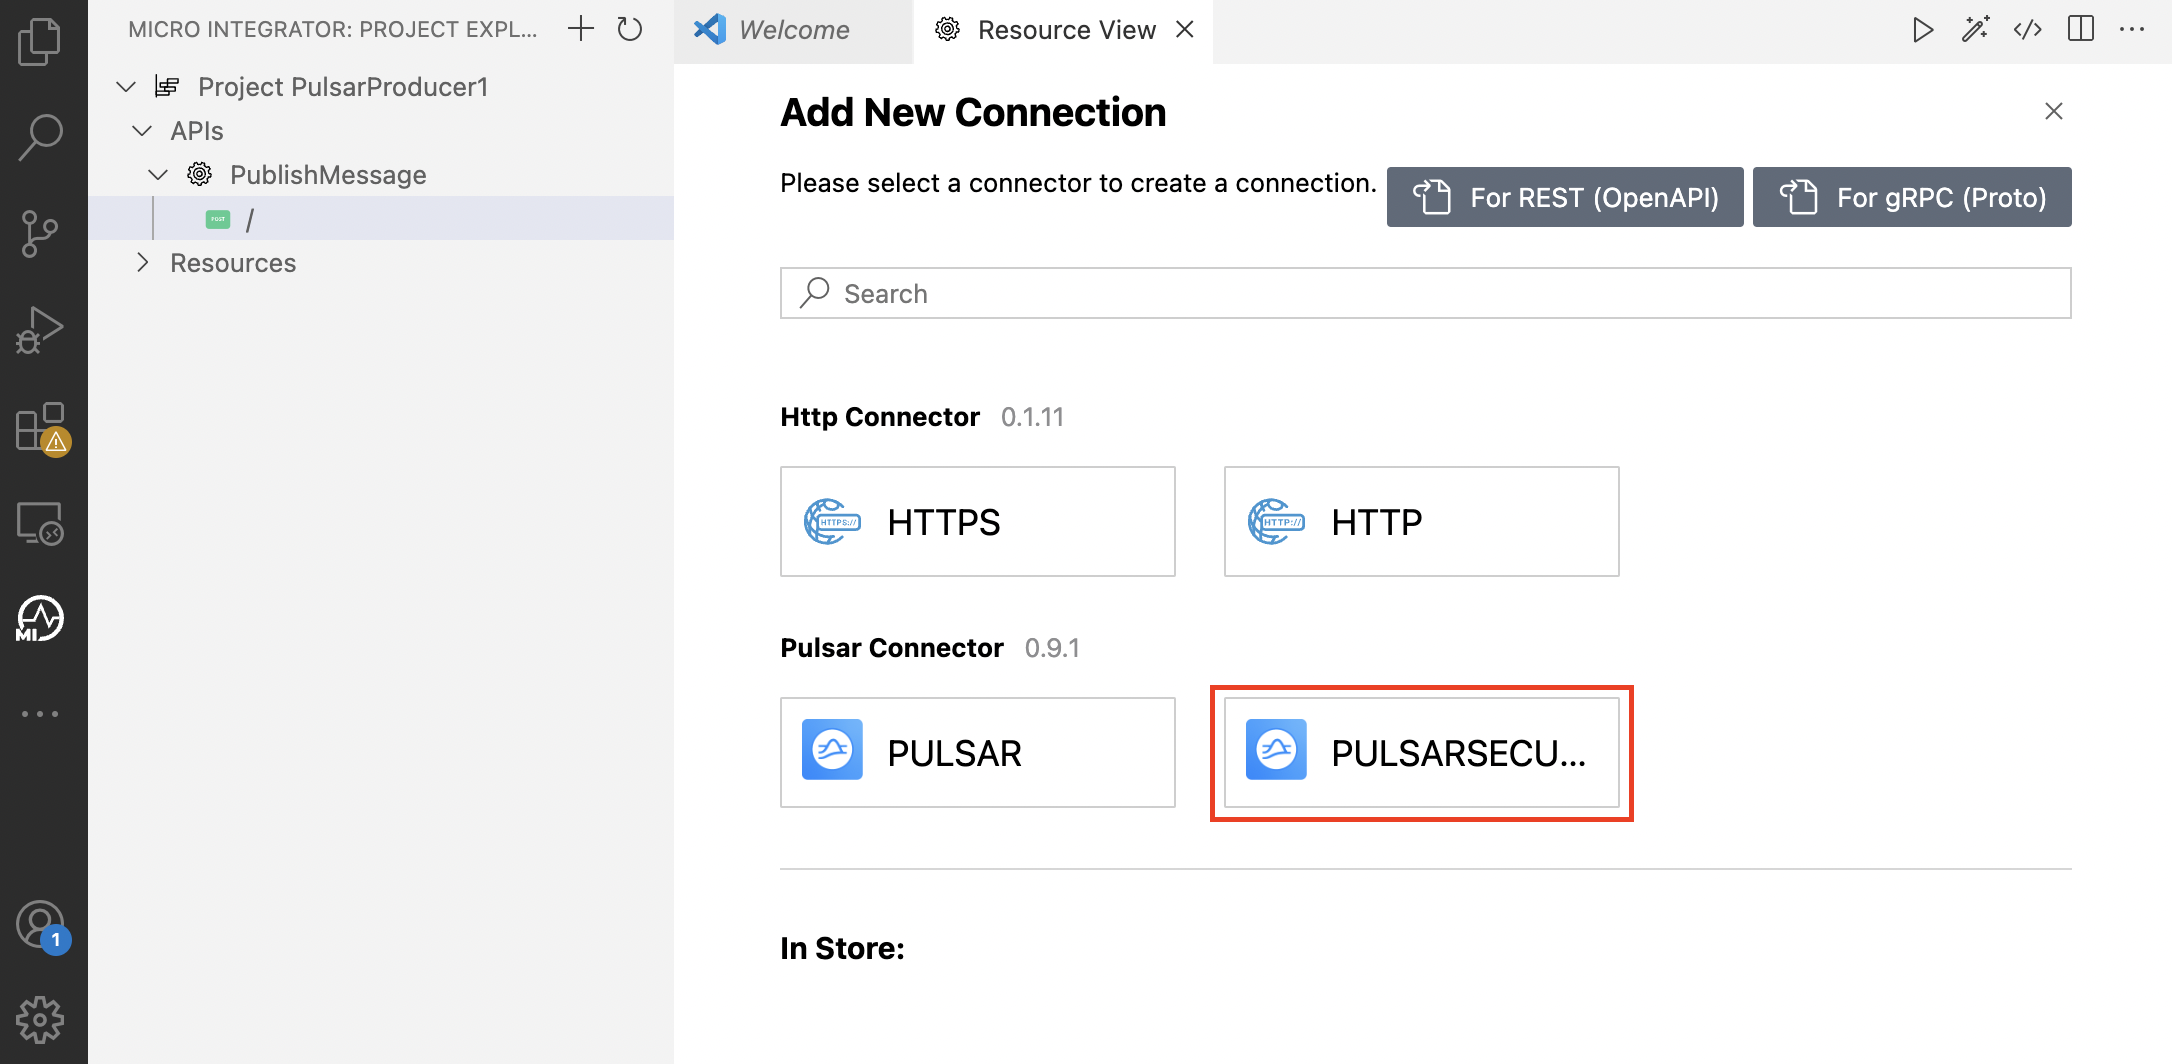 MICRO INTEGRATOR: PROJECT EXPL...
Project PulsarProducer1
APIs
PublishMessage
POST
/
Resources
MI
1
Welcome
Resource View
Add New Connection
Please select a connector to create a connection.
For REST (OpenAPI)
For gRPC (Proto)
Search
Http Connector 0.1.11
HTTPS://
HTTPS
HTTP://
HTTP
Pulsar Connector 0.9.1
PULSAR
PULSARSECU...
In Store: